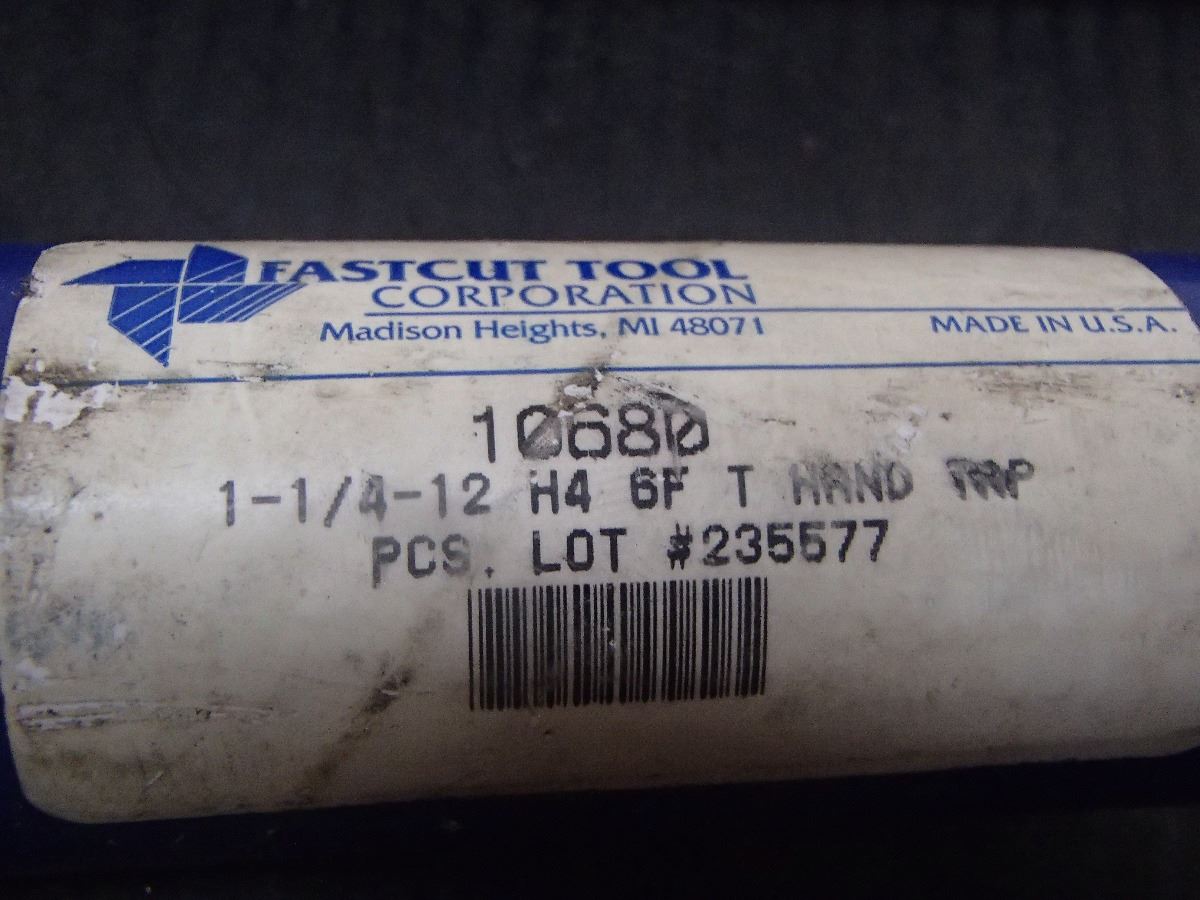 FASTCUT TOOL
CORPORATION
Madison Heights, MI 48071
MADE IN U.S.A.
10680
1-1/4-12 H4 6F T HAND TAP
PCS. LOT #235577